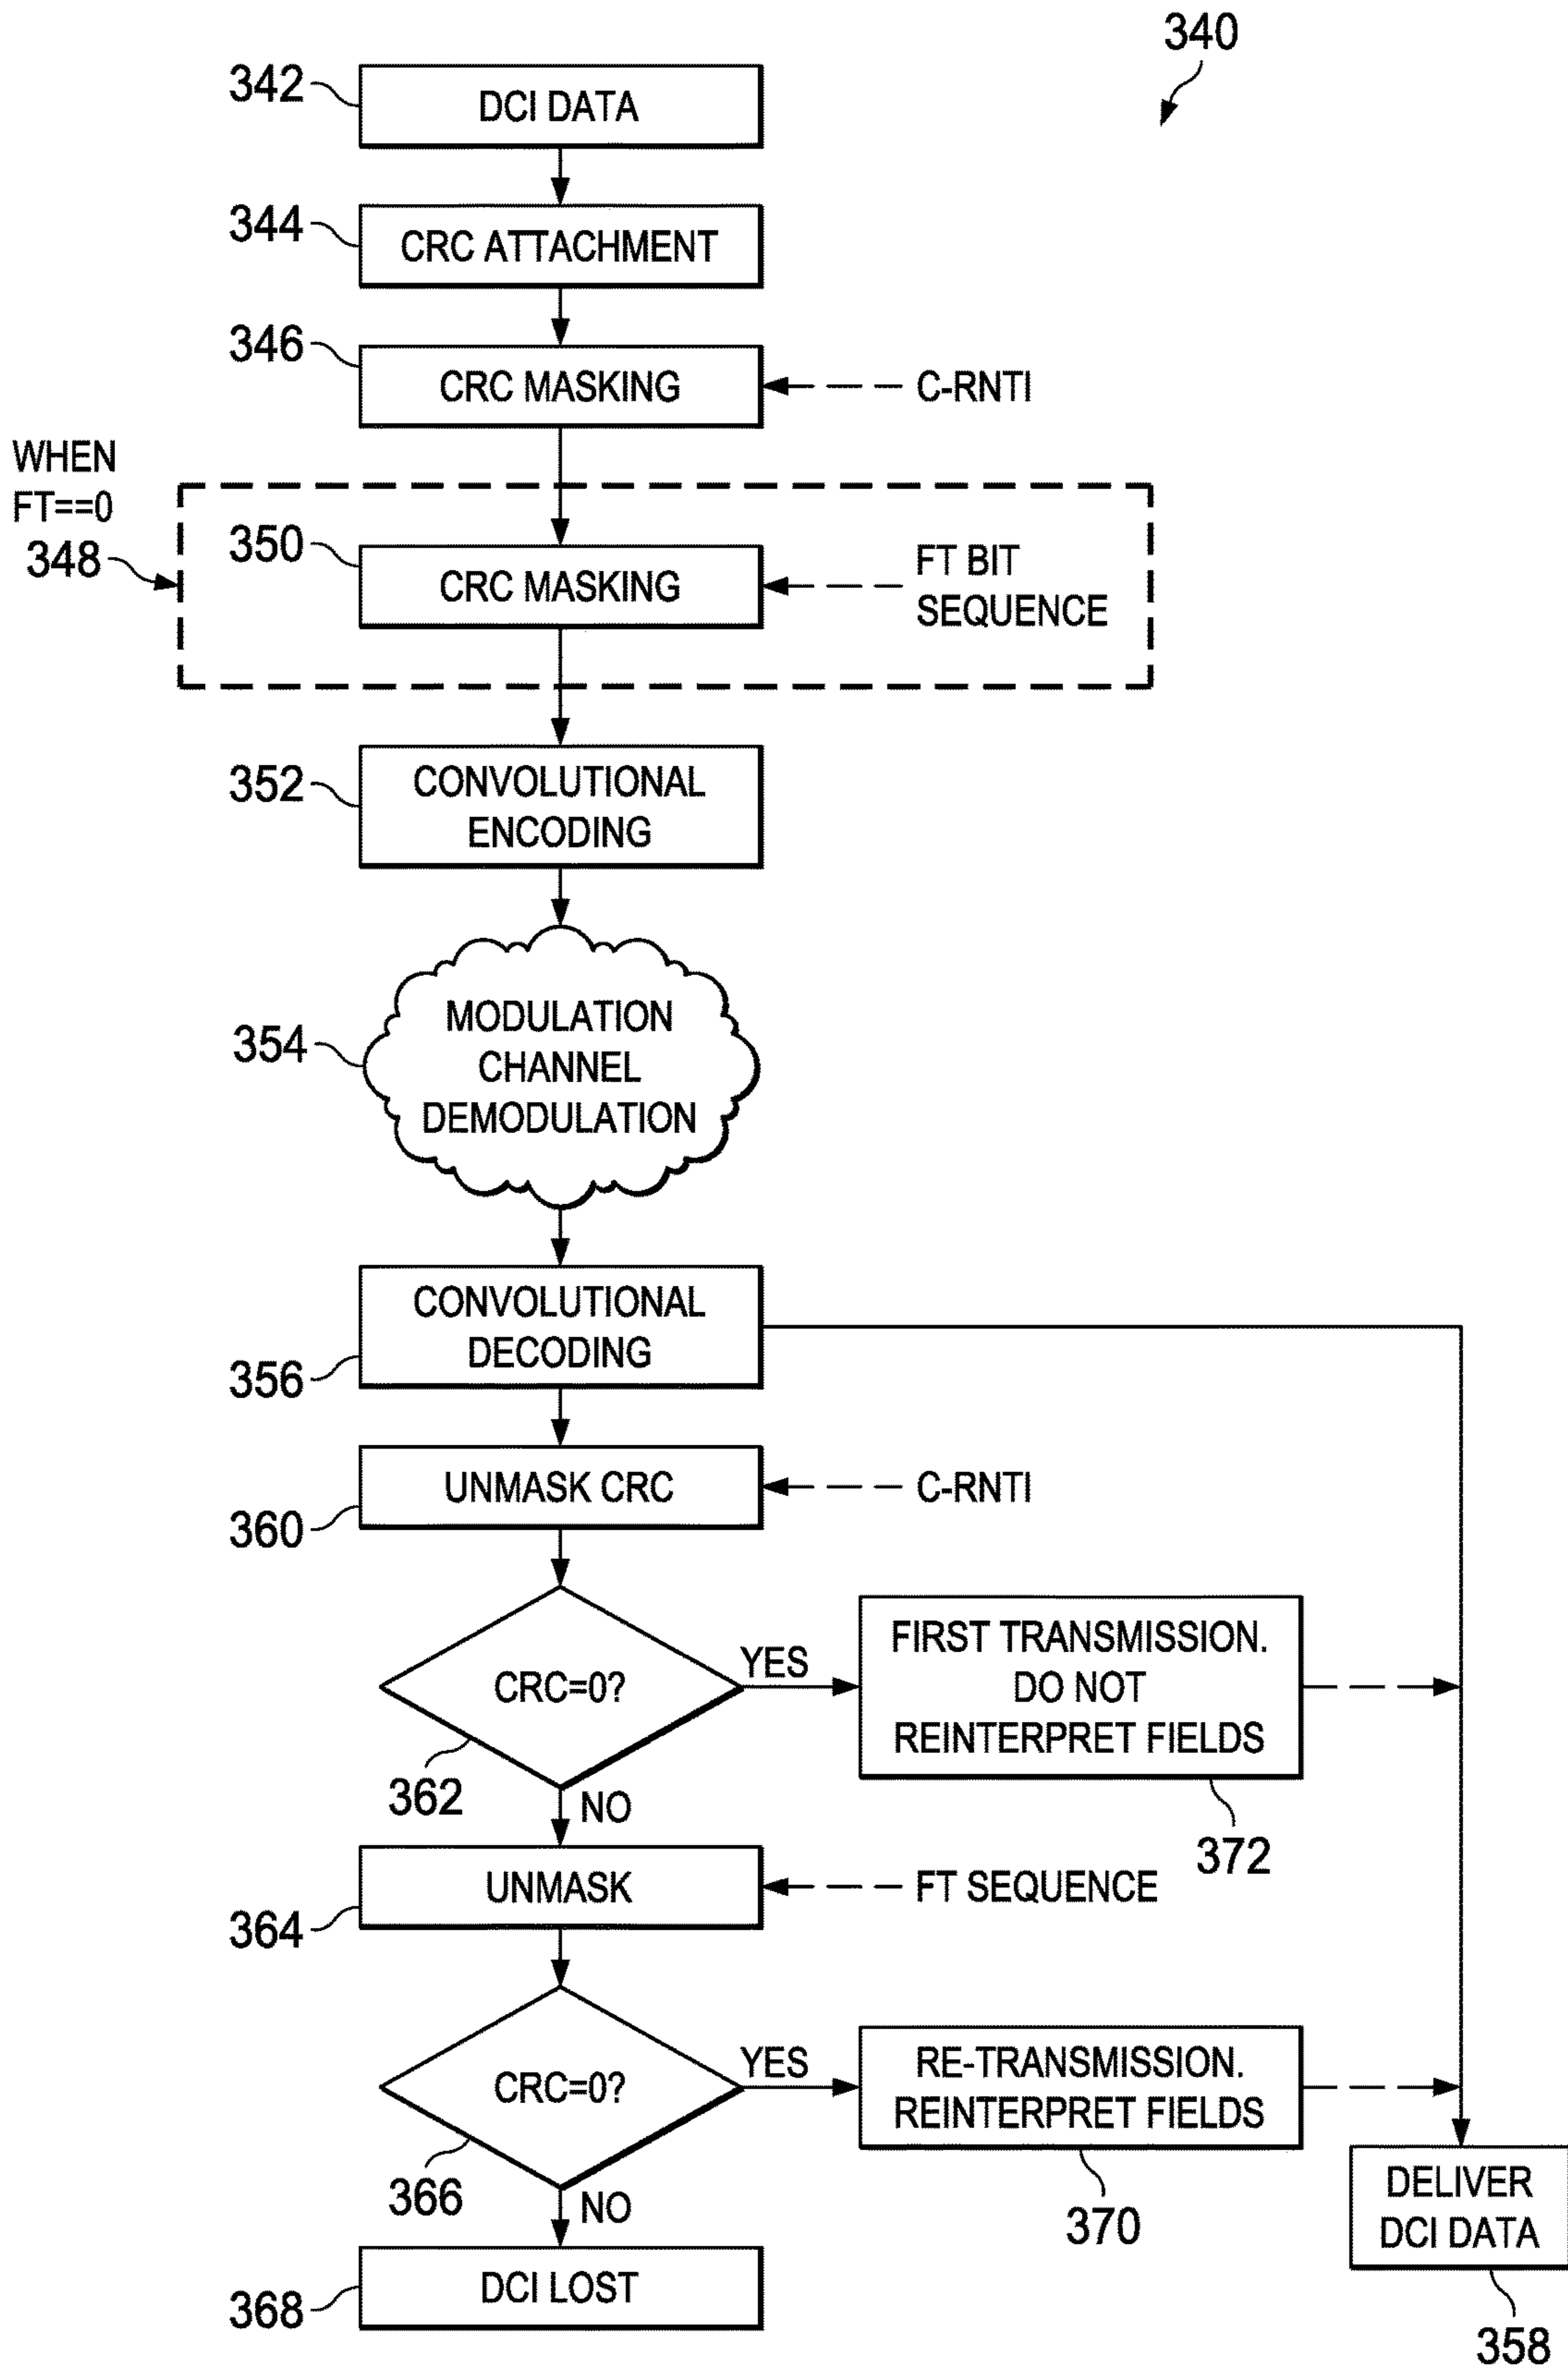 340
342
DCI DATA
344
CRC ATTACHMENT
346
CRC MASKING
C-RNTI
WHEN
FT==0
348
350
CRC MASKING
FT BIT
SEQUENCE
352
CONVOLUTIONAL
ENCODING
354
MODULATION
CHANNEL
DEMODULATION
CONVOLUTIONAL
DECODING
356
UNMASK CRC
C-RNTI
360
CRC=0?
YES
FIRST TRANSMISSION.
DO NOT
REINTERPRET FIELDS
362
NO
372
UNMASK
FT SEQUENCE
364
CRC=0?
YES
RE-TRANSMISSION.
REINTERPRET FIELDS
366
NO
370
DELIVER
DCI DATA
368
DCI LOST
358